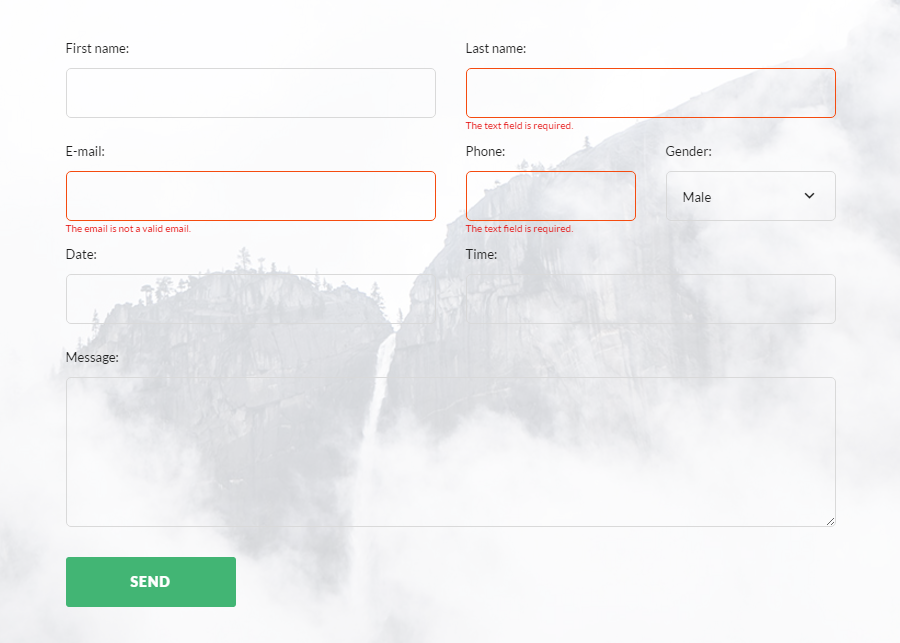 First name:
Last name:
The text field is required.
E-mail:
Phone:
Gender:
Male
The email is not a valid email.
The text field is required.
Date:
Time:
Message:
SEND